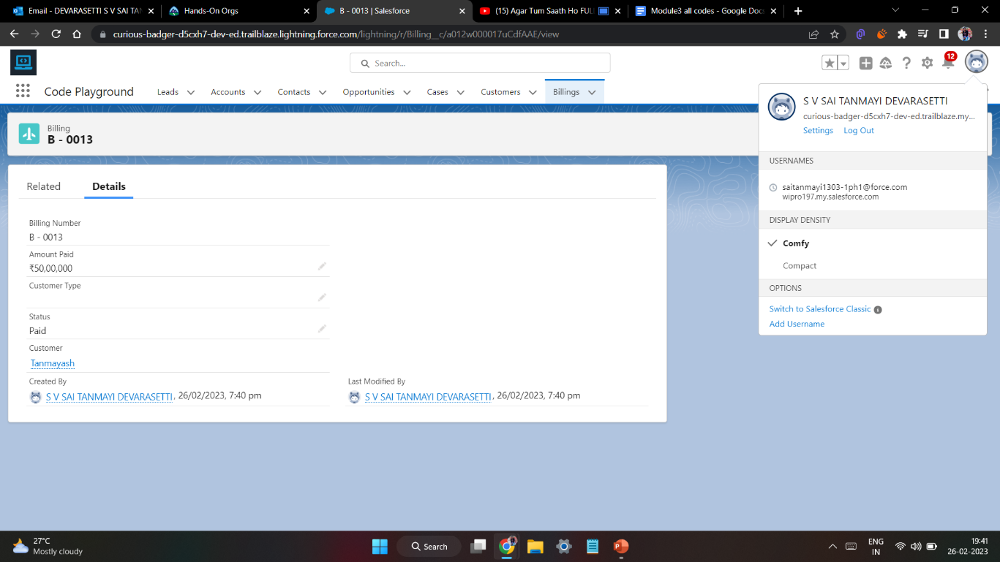 Email - DEVARASETTI S V SAI TAN
Hands-On Orgs
B - 0013 | Salesforce
(15) Agar Tum Saath Ho FULL
Module3 all codes - Google Docs
curious-badger-d5cxh7-dev-ed.trailblaze.lightning.force.com/lightning/r/Billing__c/a012w000017uCdfAAE/view
Search...
12
Code Playground
Leads
Accounts
Contacts
Opportunities
Cases
Customers
Billings
Billing
B - 0013
Related
Details
Billing Number
B - 0013
Amount Paid
₹50,00,000
Customer Type
Status
Paid
Customer
Tanmayash
Created By
S V SAI TANMAYI DEVARASETTI, 26/02/2023, 7:40 pm
Last Modified By
S V SAI TANMAYI DEVARASETTI, 26/02/2023, 7:40 pm
S V SAI TANMAYI DEVARASETTI
curious-badger-d5cxh7-dev-ed.trailblaze.my...
Settings
Log Out
USERNAMES
saitanmayi1303-1ph1@force.com
wipro197.my.salesforce.com
DISPLAY DENSITY
Comfy
Compact
OPTIONS
Switch to Salesforce Classic
Add Username
27°C
Mostly cloudy
Search
ENG
IN
19:41
26-02-2023